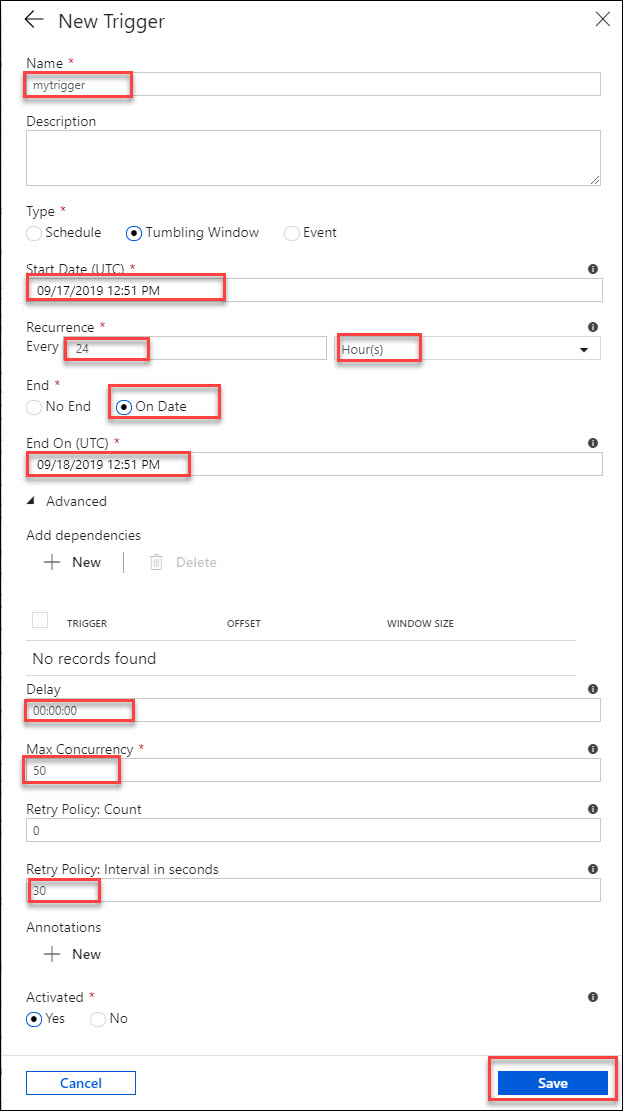 New Trigger
Name *
mytrigger
Description
Type *
Schedule Tumbling Window Event
Start Date (UTC) *
09/17/2019 12:51 PM
Recurrence *
Every 24 Hour(s)
End *
No End On Date
End On (UTC) *
09/18/2019 12:51 PM
Advanced
Add dependencies
New Delete
TRIGGER OFFSET WINDOW SIZE
No records found
Delay
00:00:00
Max Concurrency *
50
Retry Policy: Count
0
Retry Policy: Interval in seconds
30
Annotations
New
Activated *
Yes No
Cancel Save